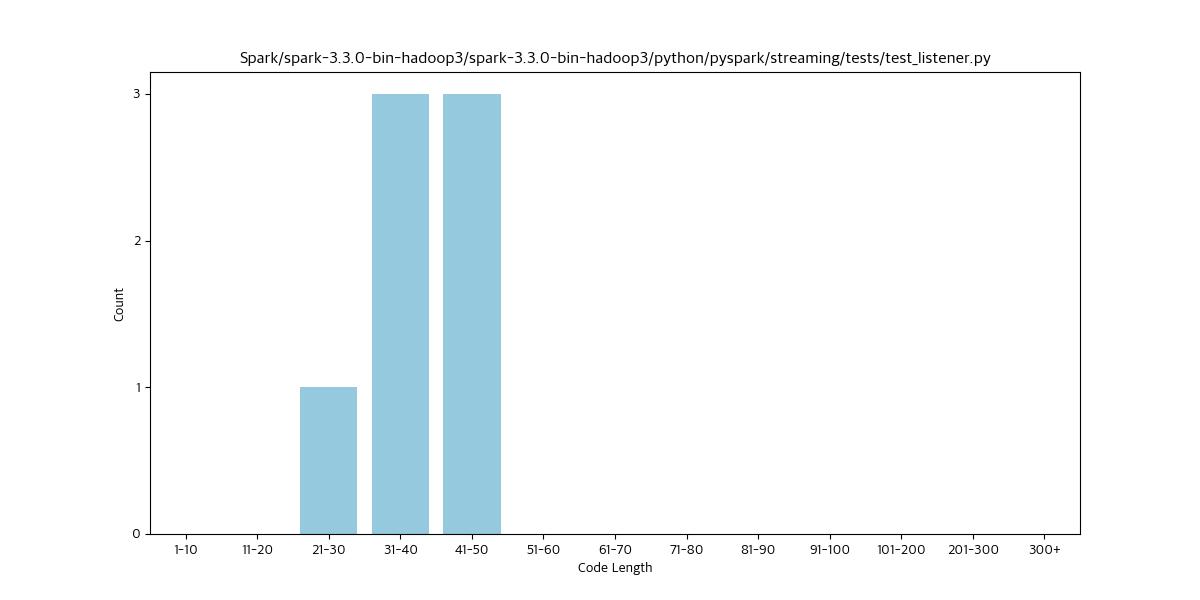 Spark/spark-3.3.0-bin-hadoop3/spark-3.3.0-bin-hadoop3/python/pyspark/streaming/tests/test_listener.py
3
2
1
0
Count
1-10 11-20 21-30 31-40 41-50 51-60 61-70 71-80 81-90 91-100 101-200 201-300 300+
Code Length